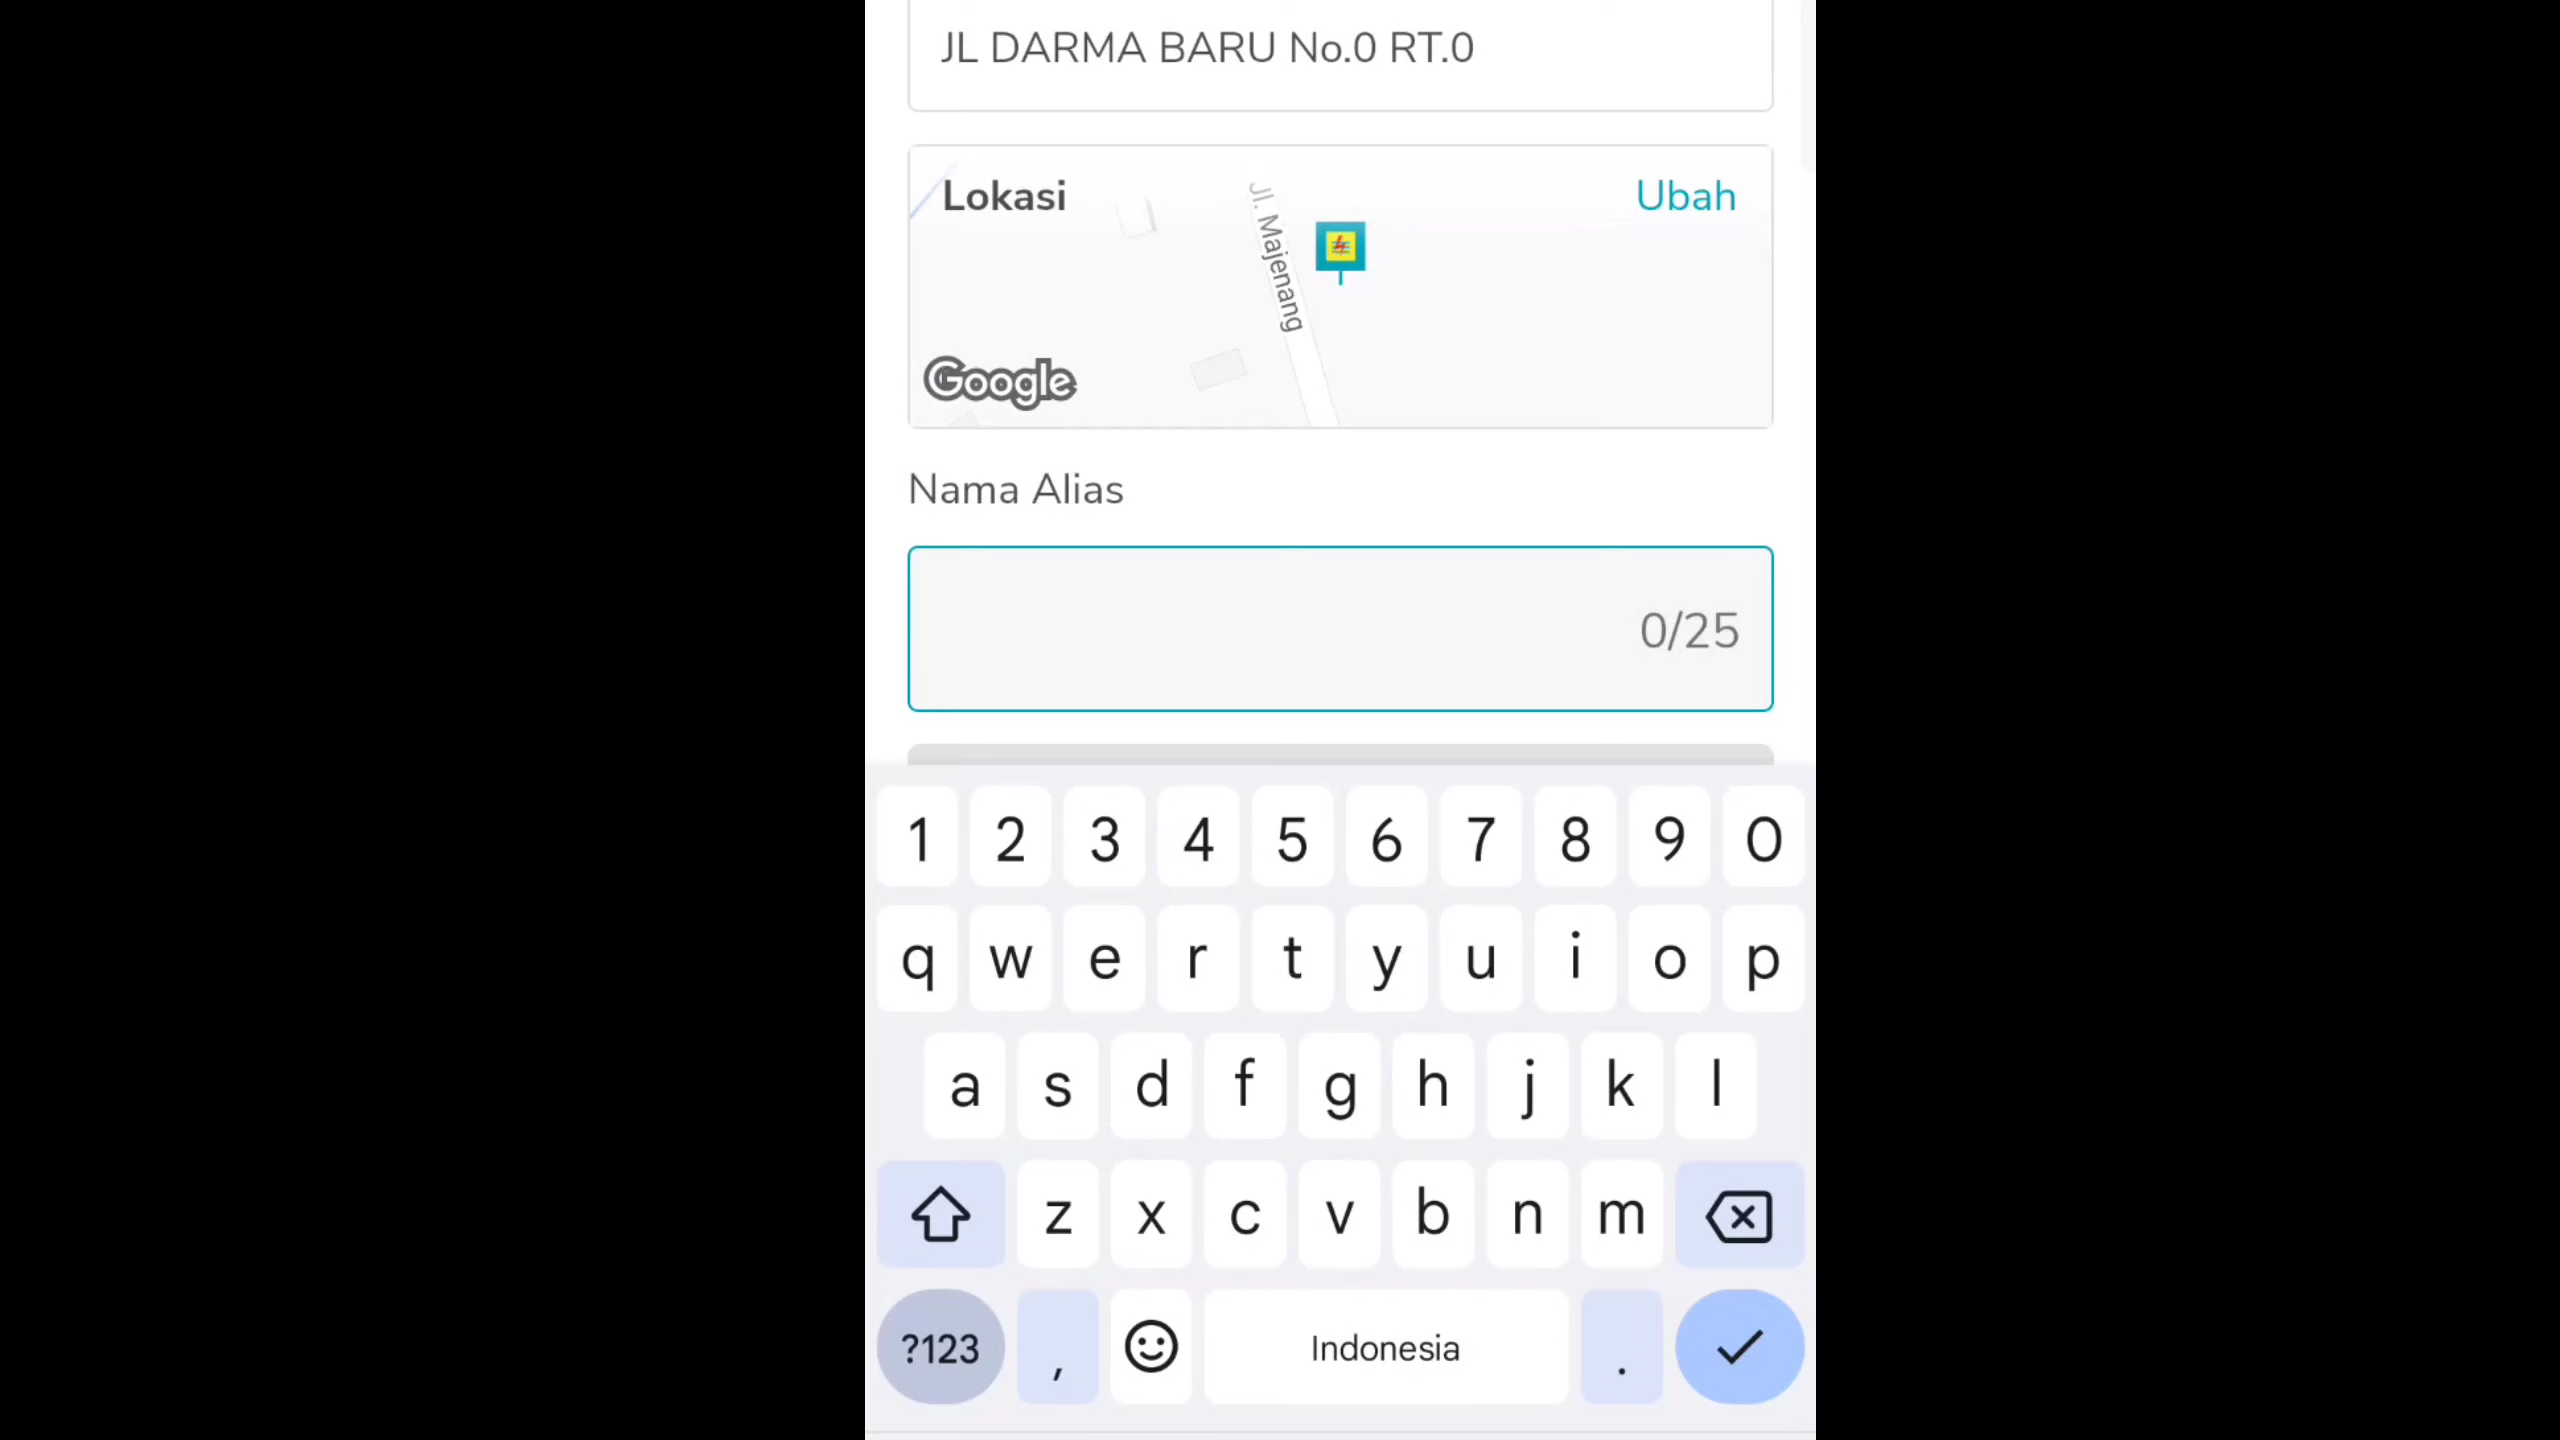 JL DARMA BARU No.0 RT.0
Lokasi
Ubah
Jl. Majenang
Google
Nama Alias
0/25
1 2 3 4 5 6 7 8 9 0
q w e r t y u i o p
a s d f g h j k l
z x c v b n m
?123 , Indonesia .